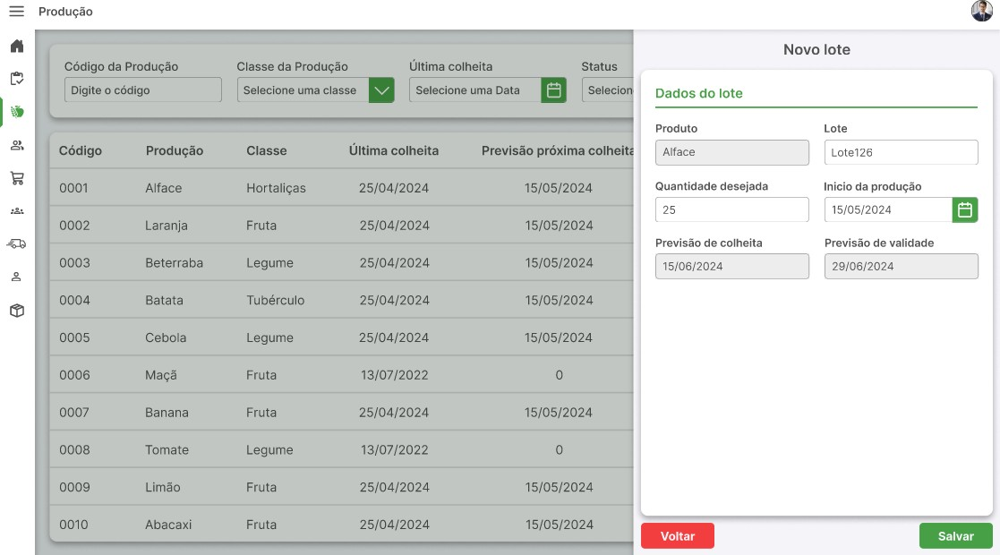 Produção
Código da Produção
Classe da Produção
Última colheita
Status
Digite o código
Selecione uma classe
Selecione uma Data
Selecion
Código Produção Classe Última colheita Previsão próxima colheita
0001 Alface Hortaliças 25/04/2024 15/05/2024
0002 Laranja Fruta 25/04/2024 15/05/2024
0003 Beterraba Legume 25/04/2024 15/05/2024
0004 Batata Tubérculo 25/04/2024 15/05/2024
0005 Cebola Legume 25/04/2024 15/05/2024
0006 Maçã Fruta 13/07/2022 0
0007 Banana Fruta 25/04/2024 15/05/2024
0008 Tomate Legume 13/07/2022 0
0009 Limão Fruta 25/04/2024 15/05/2024
0010 Abacaxi Fruta 25/04/2024 15/05/2024
Novo lote
Dados do lote
Produto
Lote
Alface
Lote126
Quantidade desejada
Inicio da produção
25
15/05/2024
Previsão de colheita
Previsão de validade
15/06/2024
29/06/2024
Voltar
Salvar